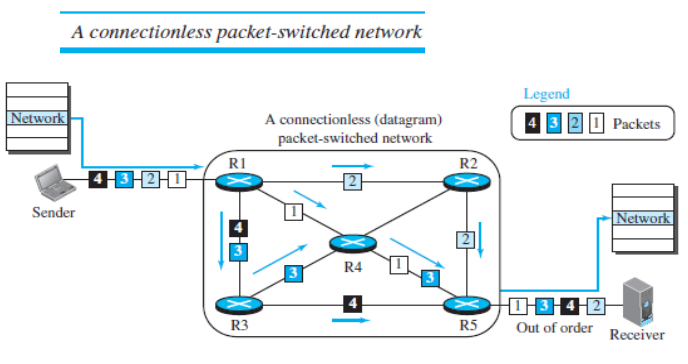 A connectionless packet-switched network
Legend
4 3 2 1 Packets
Network
A connectionless (datagram)
packet-switched network
R1
R2
4 3 2 1
2
Sender
1
4
3
2
Network
R4
1
3
3
4
1 3 4 2
R3
R5
Out of order
Receiver